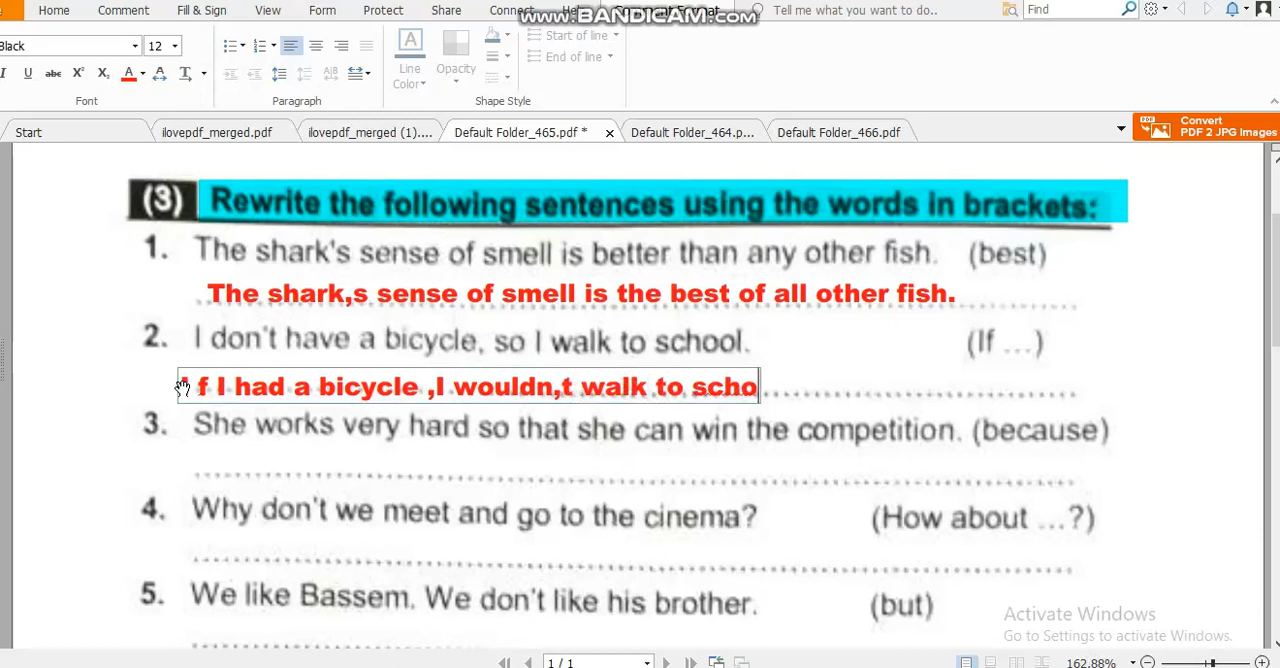 www.BANDICAM.com
Home Comment Fill & Sign View Form Protect Share Connect Help Comment Format Tell me what you want to do.. Find
Black 12
I U abc X² X₂ A A T
Font Paragraph Line Color Opacity Start of line End of line Shape Style
Start ilovepdf_merged.pdf ilovepdf_merged (1).... Default Folder_465.pdf * Default Folder_464.p... Default Folder_466.pdf
Convert
PDF 2 JPG Images
(3) Rewrite the following sentences using the words in brackets:
1. The shark's sense of smell is better than any other fish. (best)
The shark,s sense of smell is the best of all other fish.
2. I don't have a bicycle, so I walk to school. (If ...)
I f I had a bicycle ,I wouldn,t walk to scho
3. She works very hard so that she can win the competition. (because)
4. Why don't we meet and go to the cinema? (How about ...?)
5. We like Bassem. We don't like his brother. (but)
Activate Windows
Go to Settings to activate Windows.
1 / 1 162.88%